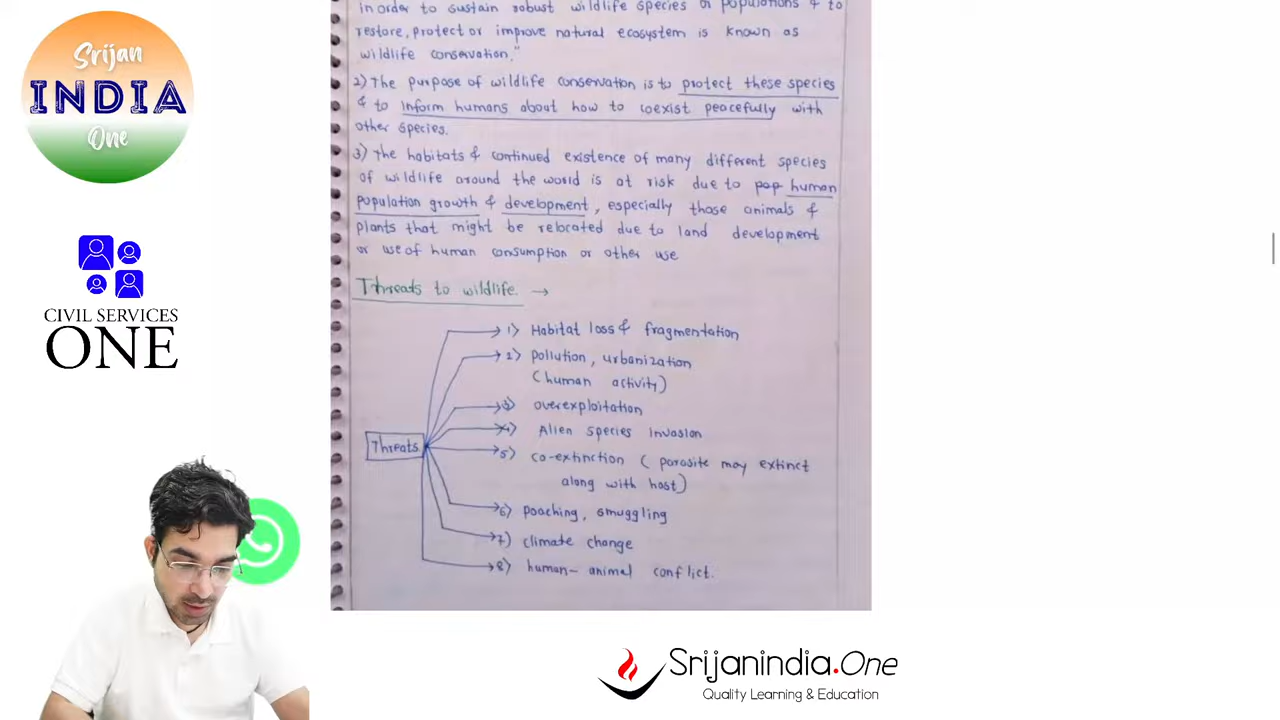 Srijan
INDIA
One
CIVIL SERVICES
ONE
in order to sustain robust wildlife species or populations & to
restore, protect or improve natural ecosystem is known as
wildlife conservation."
2) The purpose of wildlife conservation is to protect these species
& to inform humans about how to coexist peacefully with
other species.
3) The habitats & continued existence of many different species
of wildlife around the world is at risk due to pop human
population growth & development, especially those animals &
plants that might be relocated due to land development
or use of human consumption or other use
Threats to wildlife. →
Threats
1) Habitat loss & fragmentation
2) pollution, urbanization
(human activity)
3) overexploitation
4) Alien species invasion
5) co-extinction ( parasite may extinct
along with host)
6) poaching, smuggling
7) climate change
8) human- animal conflict.
Srijanindia.One
Quality Learning & Education